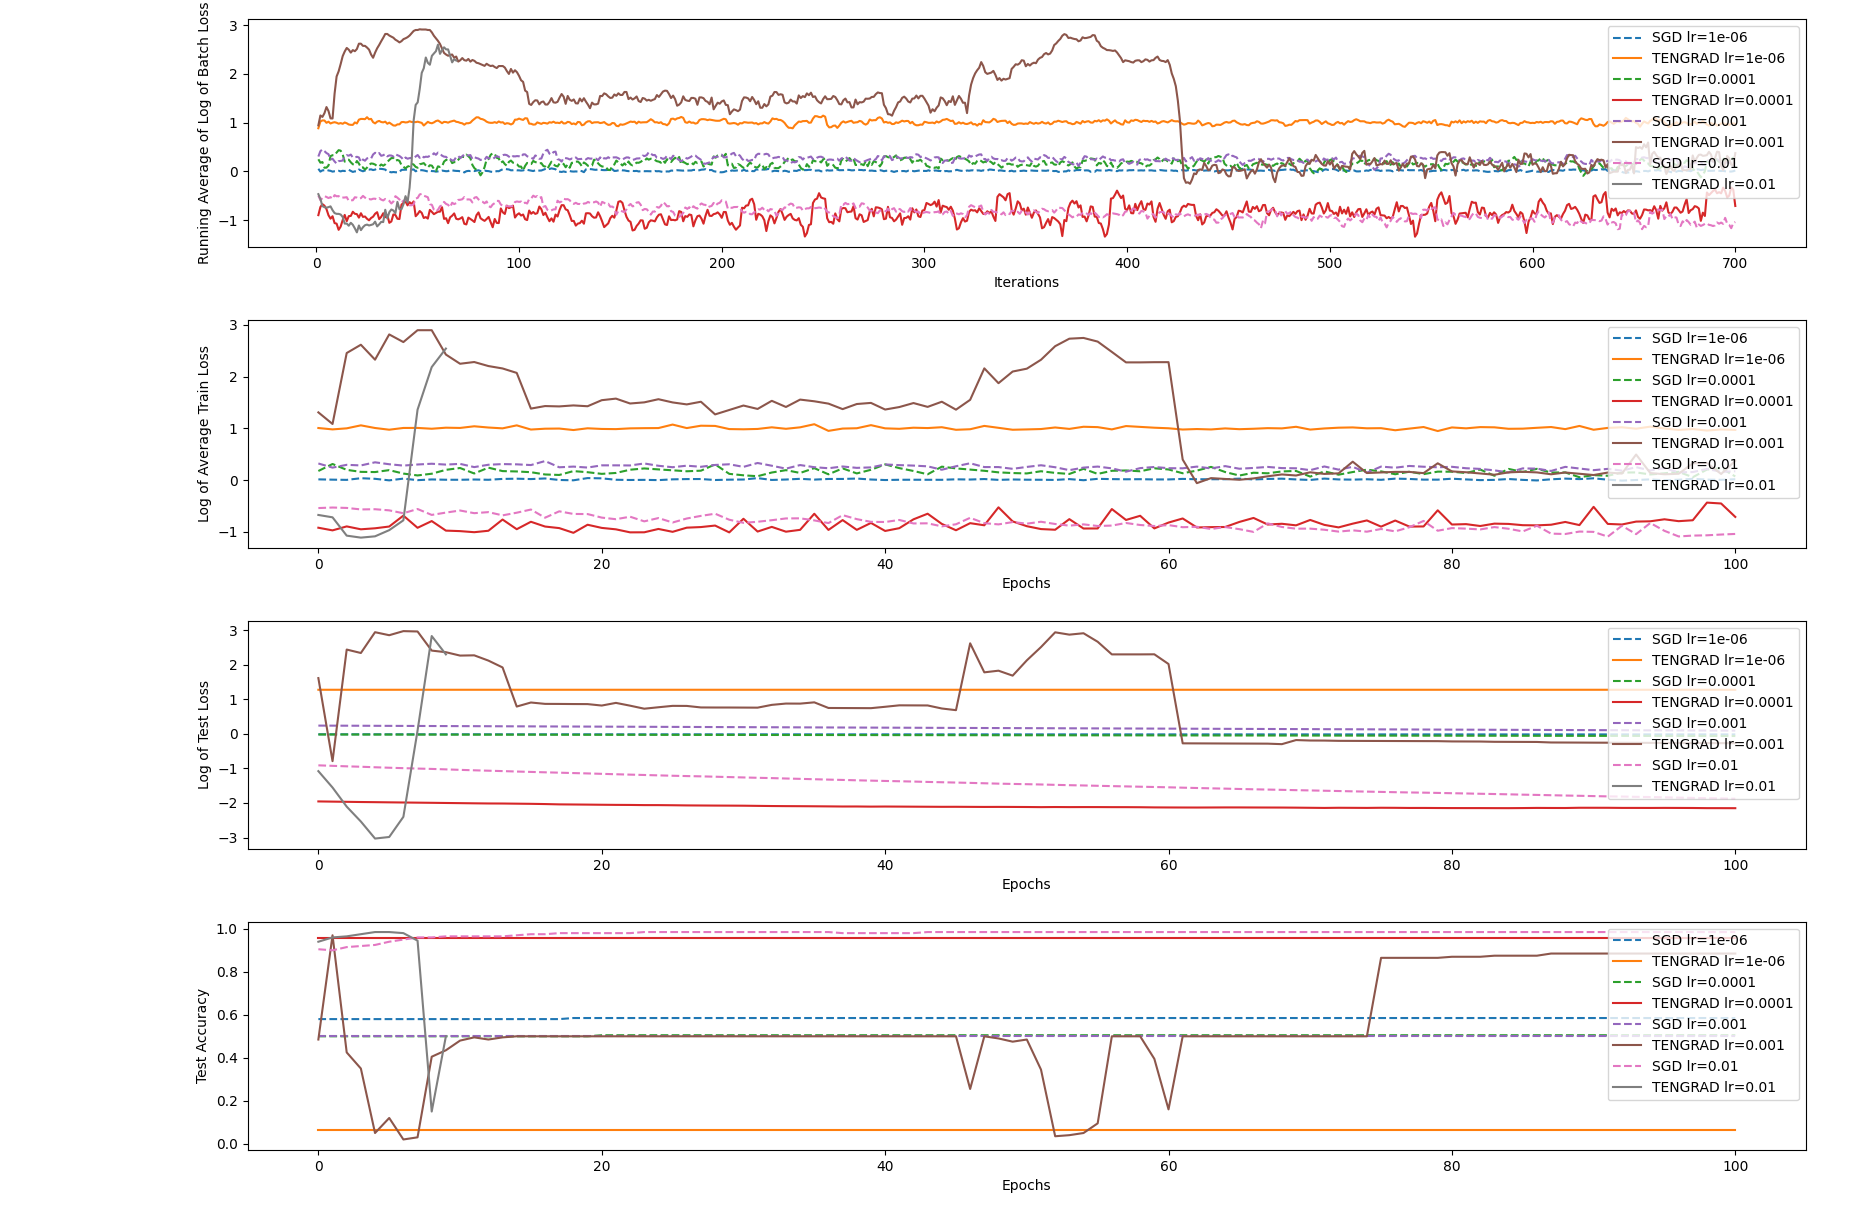 Running Average of Log of Batch Loss
3
2
1
0
−1
0 100 200 300 400 500 600 700
Iterations
SGD lr=1e-06
TENGRAD lr=1e-06
SGD lr=0.0001
TENGRAD lr=0.0001
SGD lr=0.001
TENGRAD lr=0.001
SGD lr=0.01
TENGRAD lr=0.01
Log of Average Train Loss
3
2
1
0
−1
0 20 40 60 80 100
Epochs
SGD lr=1e-06
TENGRAD lr=1e-06
SGD lr=0.0001
TENGRAD lr=0.0001
SGD lr=0.001
TENGRAD lr=0.001
SGD lr=0.01
TENGRAD lr=0.01
Log of Test Loss
3
2
1
0
−1
−2
−3
0 20 40 60 80 100
Epochs
SGD lr=1e-06
TENGRAD lr=1e-06
SGD lr=0.0001
TENGRAD lr=0.0001
SGD lr=0.001
TENGRAD lr=0.001
SGD lr=0.01
TENGRAD lr=0.01
Test Accuracy
1.0
0.8
0.6
0.4
0.2
0.0
0 20 40 60 80 100
Epochs
SGD lr=1e-06
TENGRAD lr=1e-06
SGD lr=0.0001
TENGRAD lr=0.0001
SGD lr=0.001
TENGRAD lr=0.001
SGD lr=0.01
TENGRAD lr=0.01